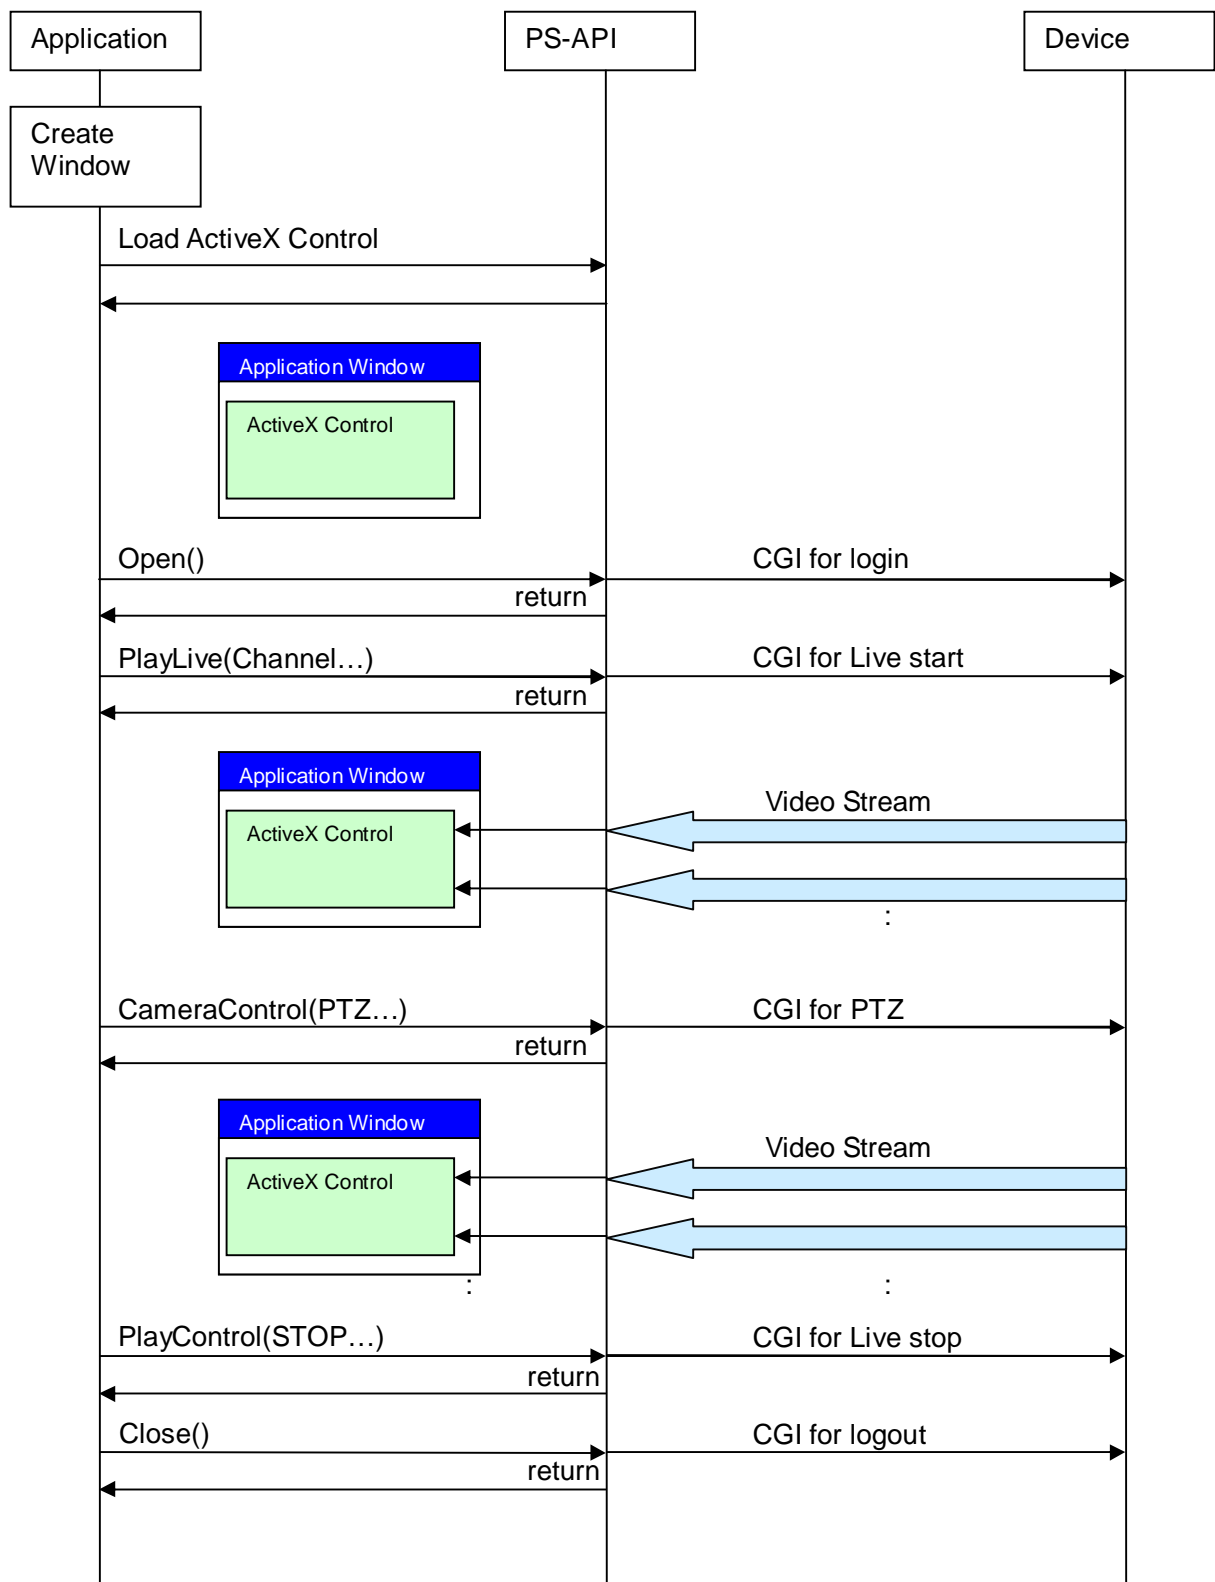 Application
PS-API
Device
Create
Window
Load ActiveX Control
Application Window
ActiveX Control
Open()
CGI for login
return
PlayLive(Channel…)
CGI for Live start
return
Application Window
Video Stream
ActiveX Control
:
CameraControl(PTZ…)
CGI for PTZ
return
Application Window
Video Stream
ActiveX Control
:
:
PlayControl(STOP…)
CGI for Live stop
return
Close()
CGI for logout
return